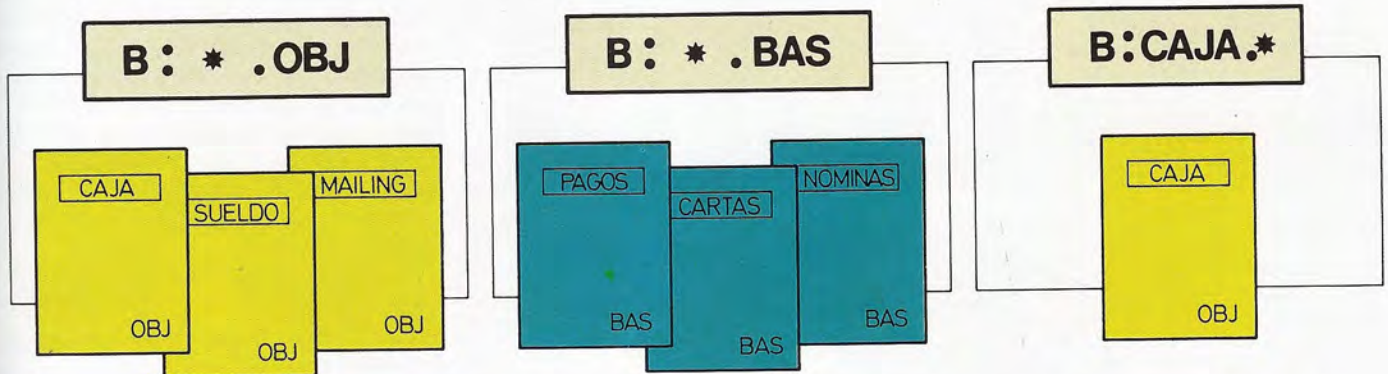 B: * .OBJ
CAJA
OBJ
SUELDO
OBJ
MAILING
OBJ
B: * .BAS
PAGOS
BAS
CARTAS
BAS
NOMINAS
BAS
B:CAJA.*
CAJA
OBJ